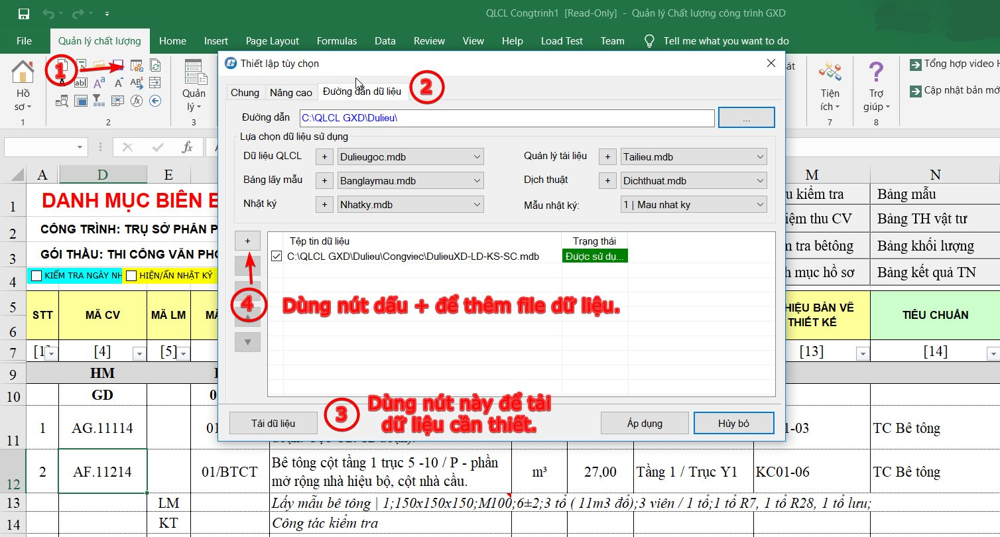 QLCL Congtrinh1 [Read-Only] - Quản lý Chất lượng công trình GXD
File Quản lý chất lượng Home Insert Page Layout Formulas Data Review View Help Load Test Team Tell me what you want to do
1
Hồ sơ
Quản lý
Tiện ích
Trợ giúp
Tổng hợp video
Cập nhật bản
1 2 3 7 8
Thiết lập tùy chọn
Chung Nâng cao Đường dẫn dữ liệu 2
Đường dẫn C:\QLCL GXD\Dulieu\ ...
Lựa chọn dữ liệu sử dụng
Dữ liệu QLCL + Dulieugoc.mdb Quản lý tài liệu + Tailieu.mdb
Bảng lấy mẫu + Banglaymau.mdb Dịch thuật + Dichthuat.mdb
Nhật ký + Nhatky.mdb Mẫu nhật ký: 1 | Mau nhat ky
+ Tệp tin dữ liệu Trạng thái
C:\QLCL GXD\Dulieu\Congviec\DulieuXD-LD-KS-SC.mdb Được sử dụ...
4 Dùng nút dấu + để thêm file dữ liệu.
3 Dùng nút này để tải
dữ liệu cần thiết.
Tải dữ liệu Áp dụng Hủy bỏ
A D E M N
1 DANH MỤC BIÊN kiểm tra Bảng mẫu
2 CÔNG TRÌNH: TRỤ SỞ PHÂN thu CV Bảng TH vật tư
3 GÓI THẦU: THI CÔNG VĂN bêtông Bảng khối lượng
4 KIỂM TRA NGÀY HIỆN/ẨN NHẬT KÝ mục hồ sơ Bảng kết quả TN
5 STT MÃ CV MÃ LM HIỆU BẢN VẼ
THIẾT KẾ TIÊU CHUẨN
6
7 [4] [5] [13] [14]
9 HM
10 GD
11 1 AG.11114 TC Bê tông
12 2 AF.11214 01/BTCT Bê tông cột tầng 1 trục 5 -10 / P - phần
mở rộng nhà hiệu bộ, cột nhà cầu. m³ 27,00 Tầng 1 / Trục Y1 KC01-06 TC Bê tông
13 LM Lấy mẫu bê tông | 1;150x150x150;M100;6±2;3 tổ ( 11m3 đổ);3 viên / 1 tổ;1 tổ R7, 1 tổ R28, 1 tổ lưu;
14 KT Công tác kiểm tra